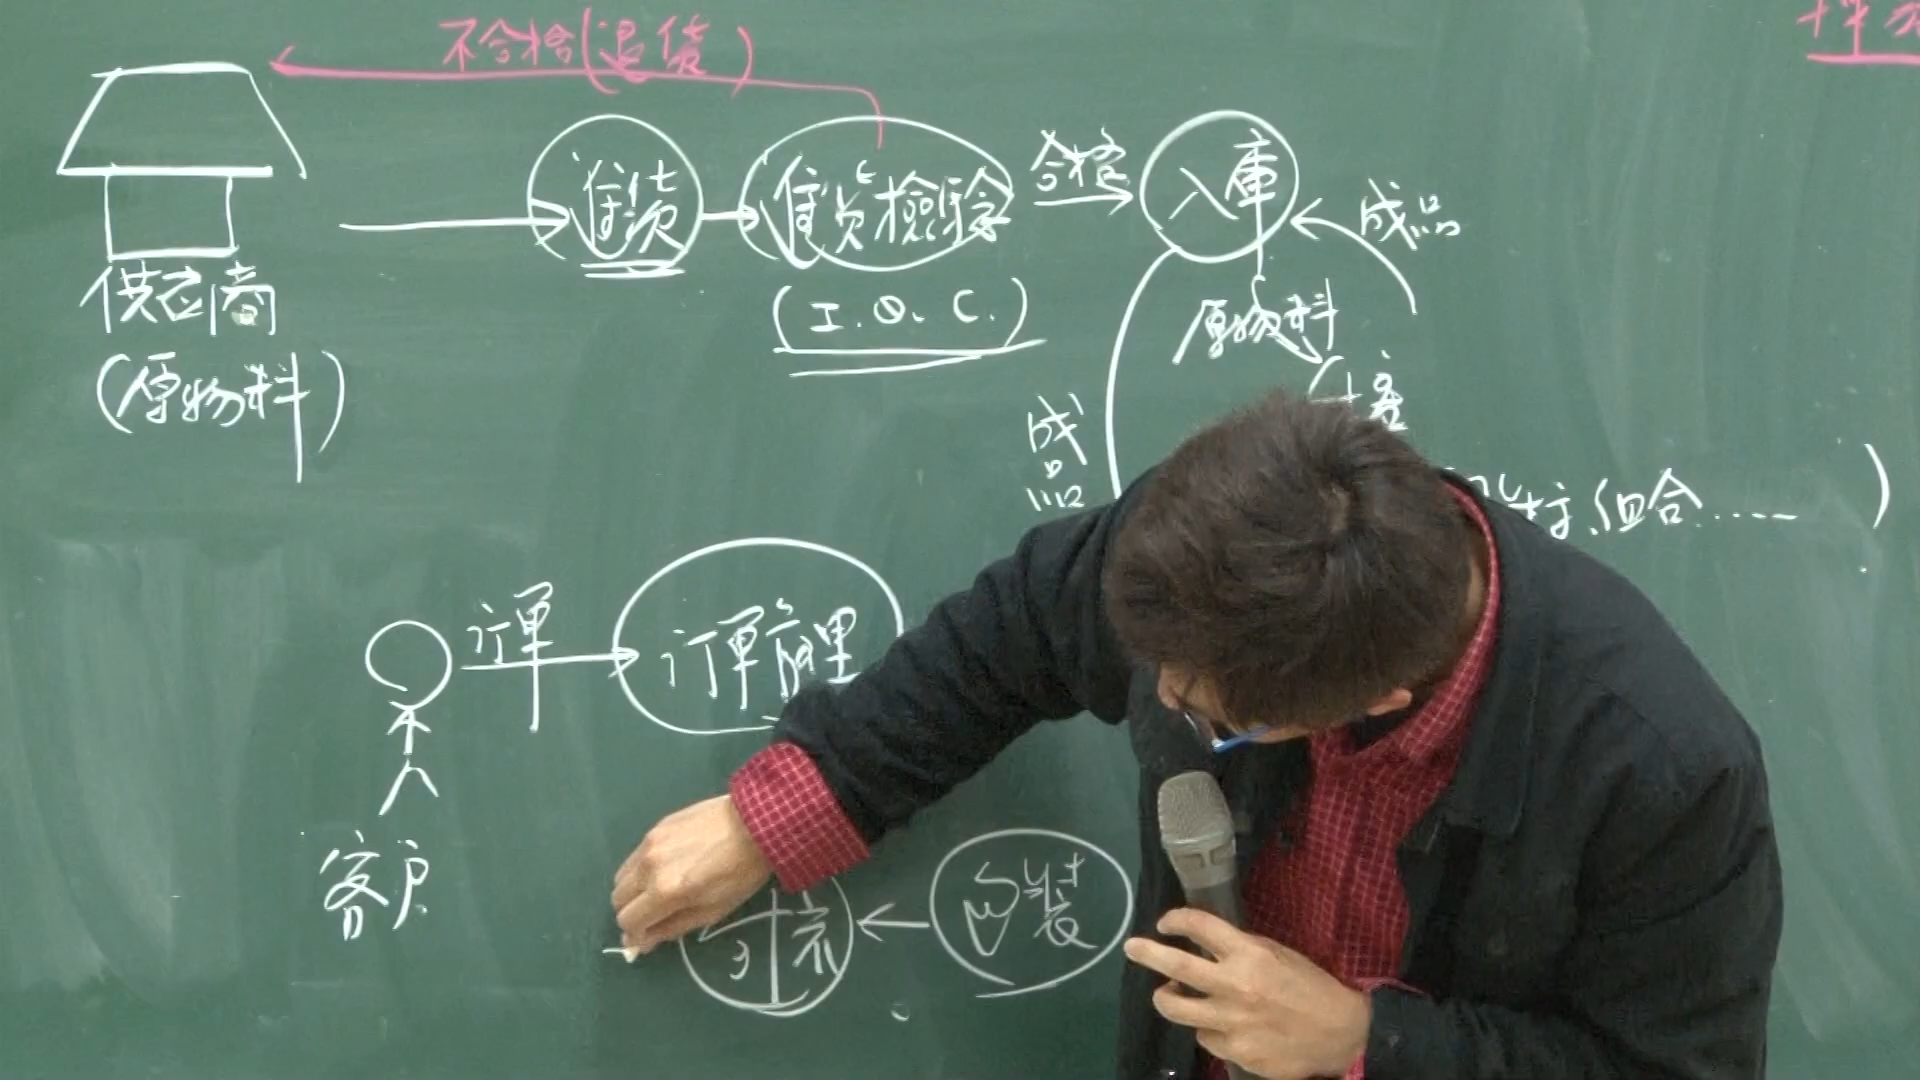 不合格(退貨)
供應商
(原物料)
進貨
進貨檢驗
(I.Q.C.)
合格
入庫
成品
原物料
成品
組合......)
訂單
訂單處理
客戶
包裝